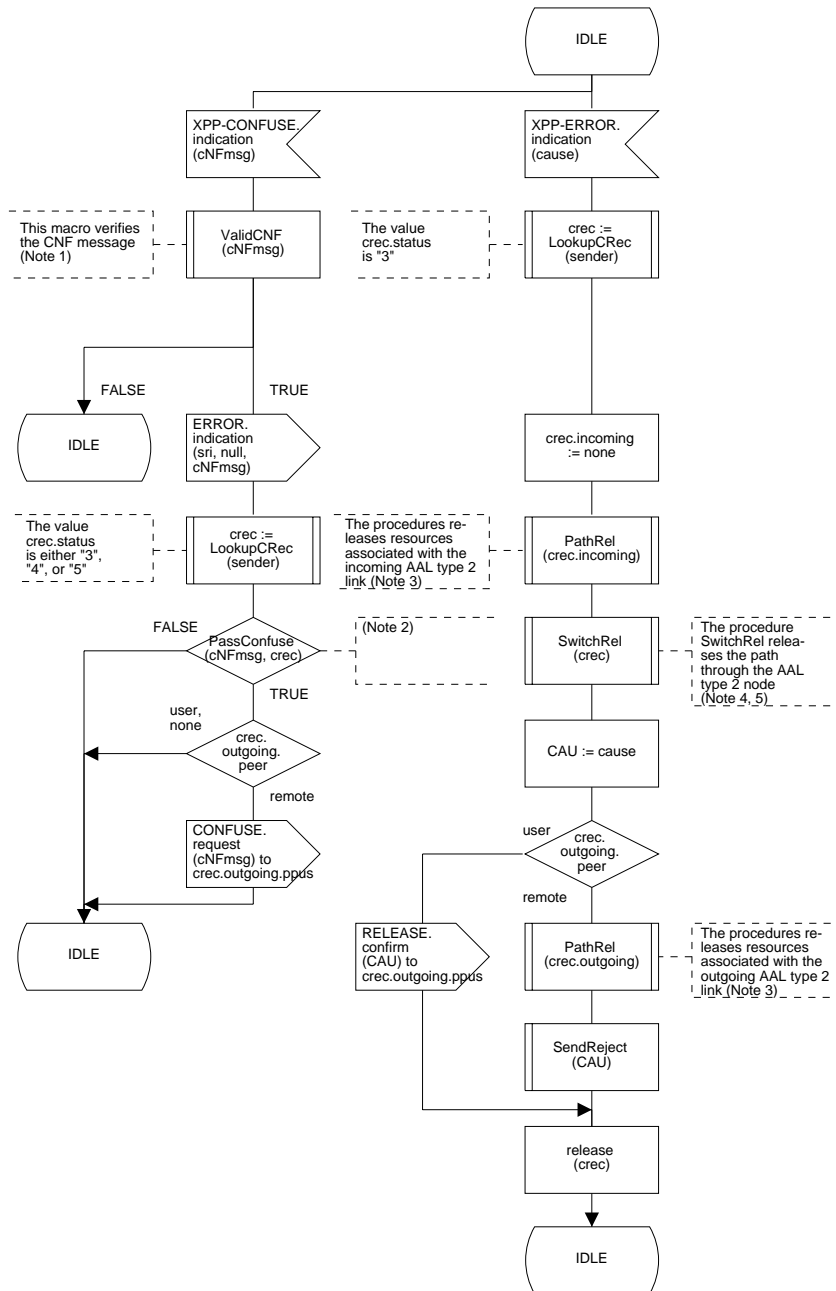 IDLE
XPP-CONFUSE.
indication
(cNFmsg)
XPP-ERROR.
indication
(cause)
This macro verifies
the CNF message
(Note 1)
ValidCNF
(cNFmsg)
The value
crec.status
is "3"
crec :=
LookupCRec
(sender)
FALSE
TRUE
IDLE
ERROR.
indication
(sri, null,
cNFmsg)
crec.incoming
:= none
The value
crec.status
is either "3",
"4", or "5"
crec :=
LookupCRec
(sender)
The procedures re-
leases resources
associated with the
incoming AAL type 2
link (Note 3)
PathRel
(crec.incoming)
FALSE
PassConfuse
(cNFmsg, crec)
(Note 2)
SwitchRel
(crec)
The procedure
SwitchRel relea-
ses the path
through the AAL
type 2 node
(Note 4, 5)
TRUE
user,
none
crec.
outgoing.
peer
CAU := cause
remote
CONFUSE.
request
(cNFmsg) to
crec.outgoing.ppus
user
crec.
outgoing.
peer
remote
IDLE
RELEASE.
confirm
(CAU) to
crec.outgoing.ppus
PathRel
(crec.outgoing)
The procedures re-
leases resources
associated with the
outgoing AAL type 2
link (Note 3)
SendReject
(CAU)
release
(crec)
IDLE